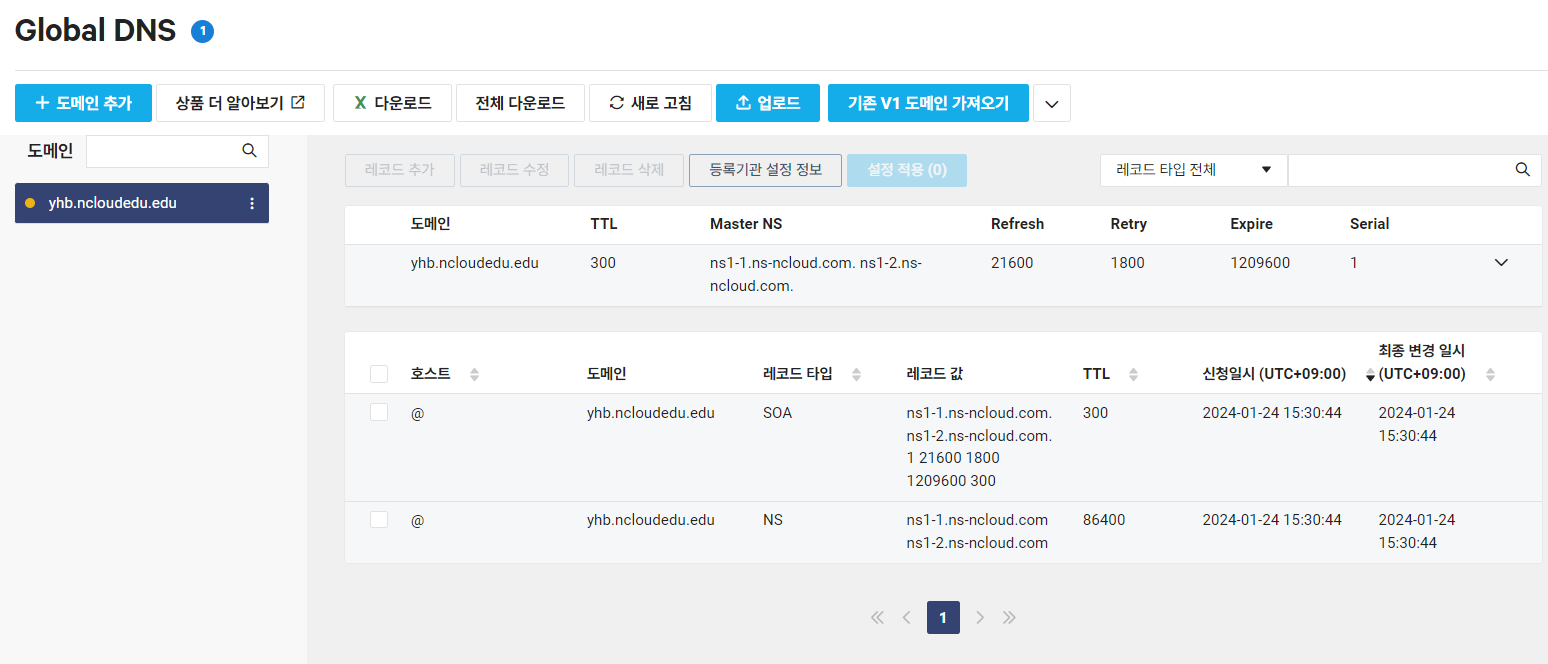 Global DNS 1
+ 도메인 추가 상품 더 알아보기 X 다운로드 전체 다운로드 새로 고침 업로드 기존 V1 도메인 가져오기
도메인
yhb.ncloudedu.edu
레코드 추가 레코드 수정 레코드 삭제 등록기관 설정 정보 설정 적용 (0) 레코드 타입 전체
도메인 TTL Master NS Refresh Retry Expire Serial
yhb.ncloudedu.edu 300 ns1-1.ns-ncloud.com. ns1-2.ns- 21600 1800 1209600 1
ncloud.com.
최종 변경 일시
호스트 도메인 레코드 타입 레코드 값 TTL 신청일시 (UTC+09:00) (UTC+09:00)
@ yhb.ncloudedu.edu SOA ns1-1.ns-ncloud.com. 300 2024-01-24 15:30:44 2024-01-24
ns1-2.ns-ncloud.com. 15:30:44
1 21600 1800
1209600 300
@ yhb.ncloudedu.edu NS ns1-1.ns-ncloud.com 86400 2024-01-24 15:30:44 2024-01-24
ns1-2.ns-ncloud.com 15:30:44
1